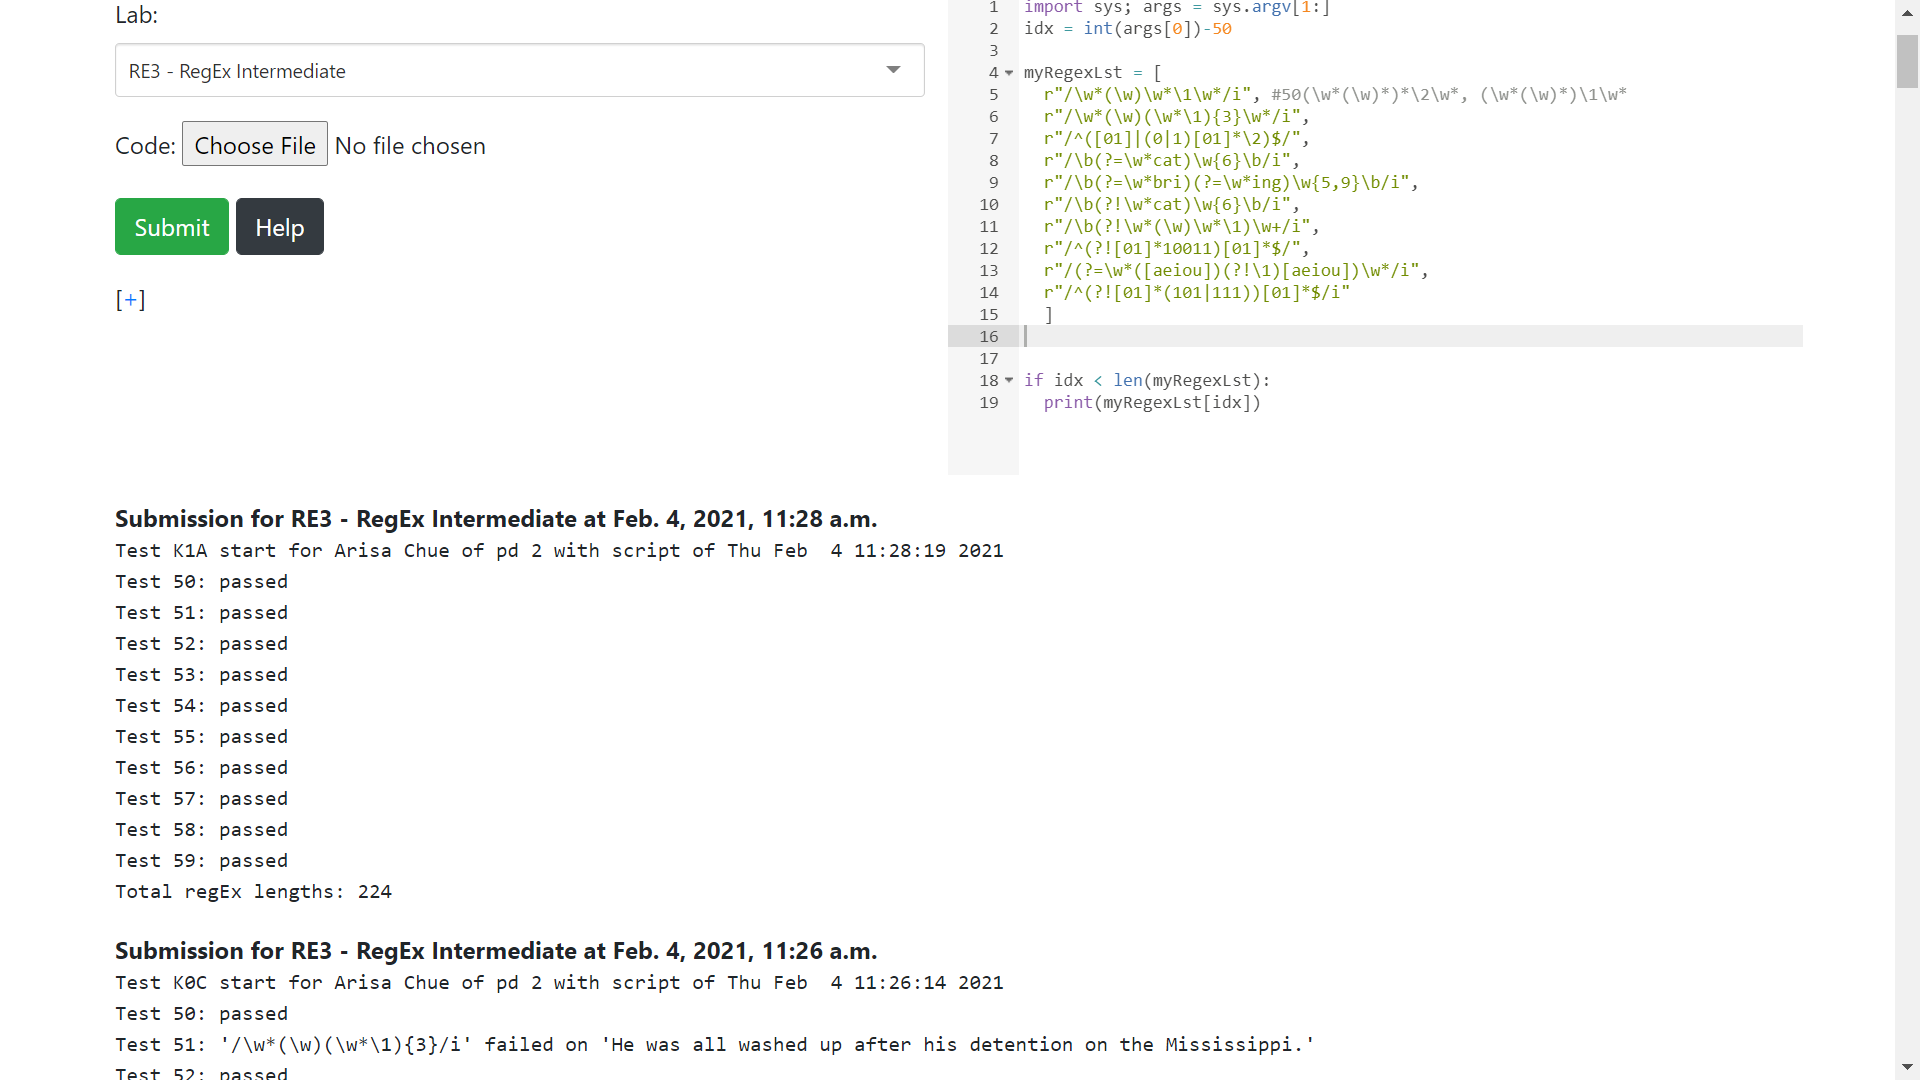 Lab:
RE3 - RegEx Intermediate
Code: Choose File No file chosen
Submit Help
[+]
1 import sys; args = sys.argv[1:]
2 idx = int(args[0])-50
3
4 myRegexLst = [
5 r"/\w*(\w)\w*\1\w*/i", #50(\w*(\w)*)*\2\w*, (\w*(\w)*)\1\w*
6 r"/\w*(\w)(\w*\1){3}\w*/i",
7 r"/^([01]|(0|1)[01]*\2)$/",
8 r"/\b(?=\w*cat)\w{6}\b/i",
9 r"/\b(?=\w*bri)(?=\w*ing)\w{5,9}\b/i",
10 r"/\b(?!\w*cat)\w{6}\b/i",
11 r"/\b(?!\w*(\w)\w*\1)\w+/i",
12 r"/^(?![01]*10011)[01]*$/",
13 r"/(?=\w*([aeiou])(?!\1)[aeiou])\w*/i",
14 r"/^(?![01]*(101|111))[01]*$/i"
15 ]
16
17
18 if idx < len(myRegexLst):
19 print(myRegexLst[idx])
Submission for RE3 - RegEx Intermediate at Feb. 4, 2021, 11:28 a.m.
Test K1A start for Arisa Chue of pd 2 with script of Thu Feb  4 11:28:19 2021
Test 50: passed
Test 51: passed
Test 52: passed
Test 53: passed
Test 54: passed
Test 55: passed
Test 56: passed
Test 57: passed
Test 58: passed
Test 59: passed
Total regEx lengths: 224
Submission for RE3 - RegEx Intermediate at Feb. 4, 2021, 11:26 a.m.
Test K0C start for Arisa Chue of pd 2 with script of Thu Feb  4 11:26:14 2021
Test 50: passed
Test 51: '/\w*(\w)(\w*\1){3}/i' failed on 'He was all washed up after his detention on the Mississippi.'
Test 52: passed